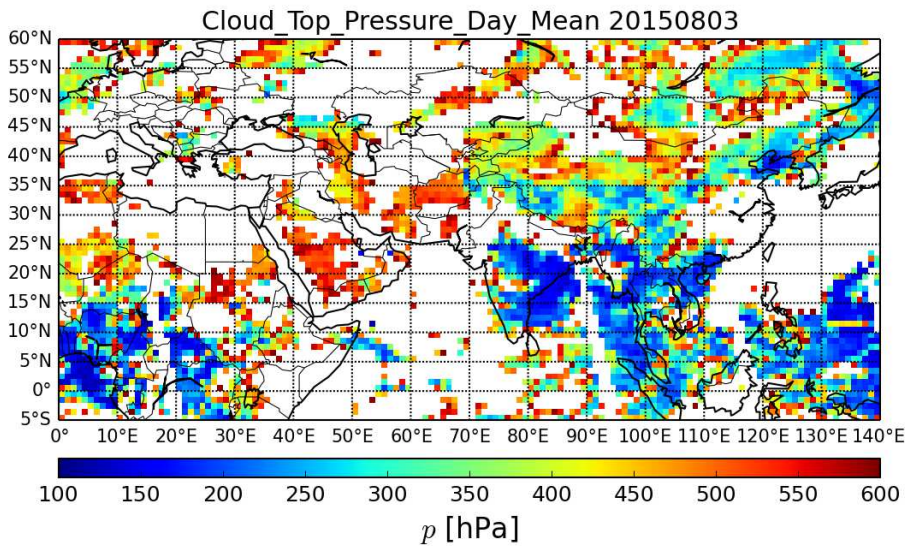 Cloud_Top_Pressure_Day_Mean 20150803
60°N
55°N
50°N
45°N
40°N
35°N
30°N
25°N
20°N
15°N
10°N
5°N
0°
5°S
0° 10°E 20°E 30°E 40°E 50°E 60°E 70°E 80°E 90°E 100°E 110°E 120°E 130°E 140°E
100 150 200 250 300 350 400 450 500 550 600
p [hPa]